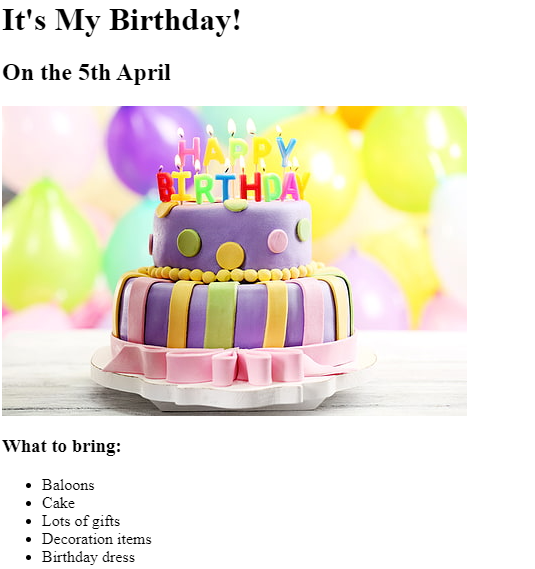 It's My Birthday!
On the 5th April
HAPPY
BIRTHDAY
What to bring:
Baloons
Cake
Lots of gifts
Decoration items
Birthday dress